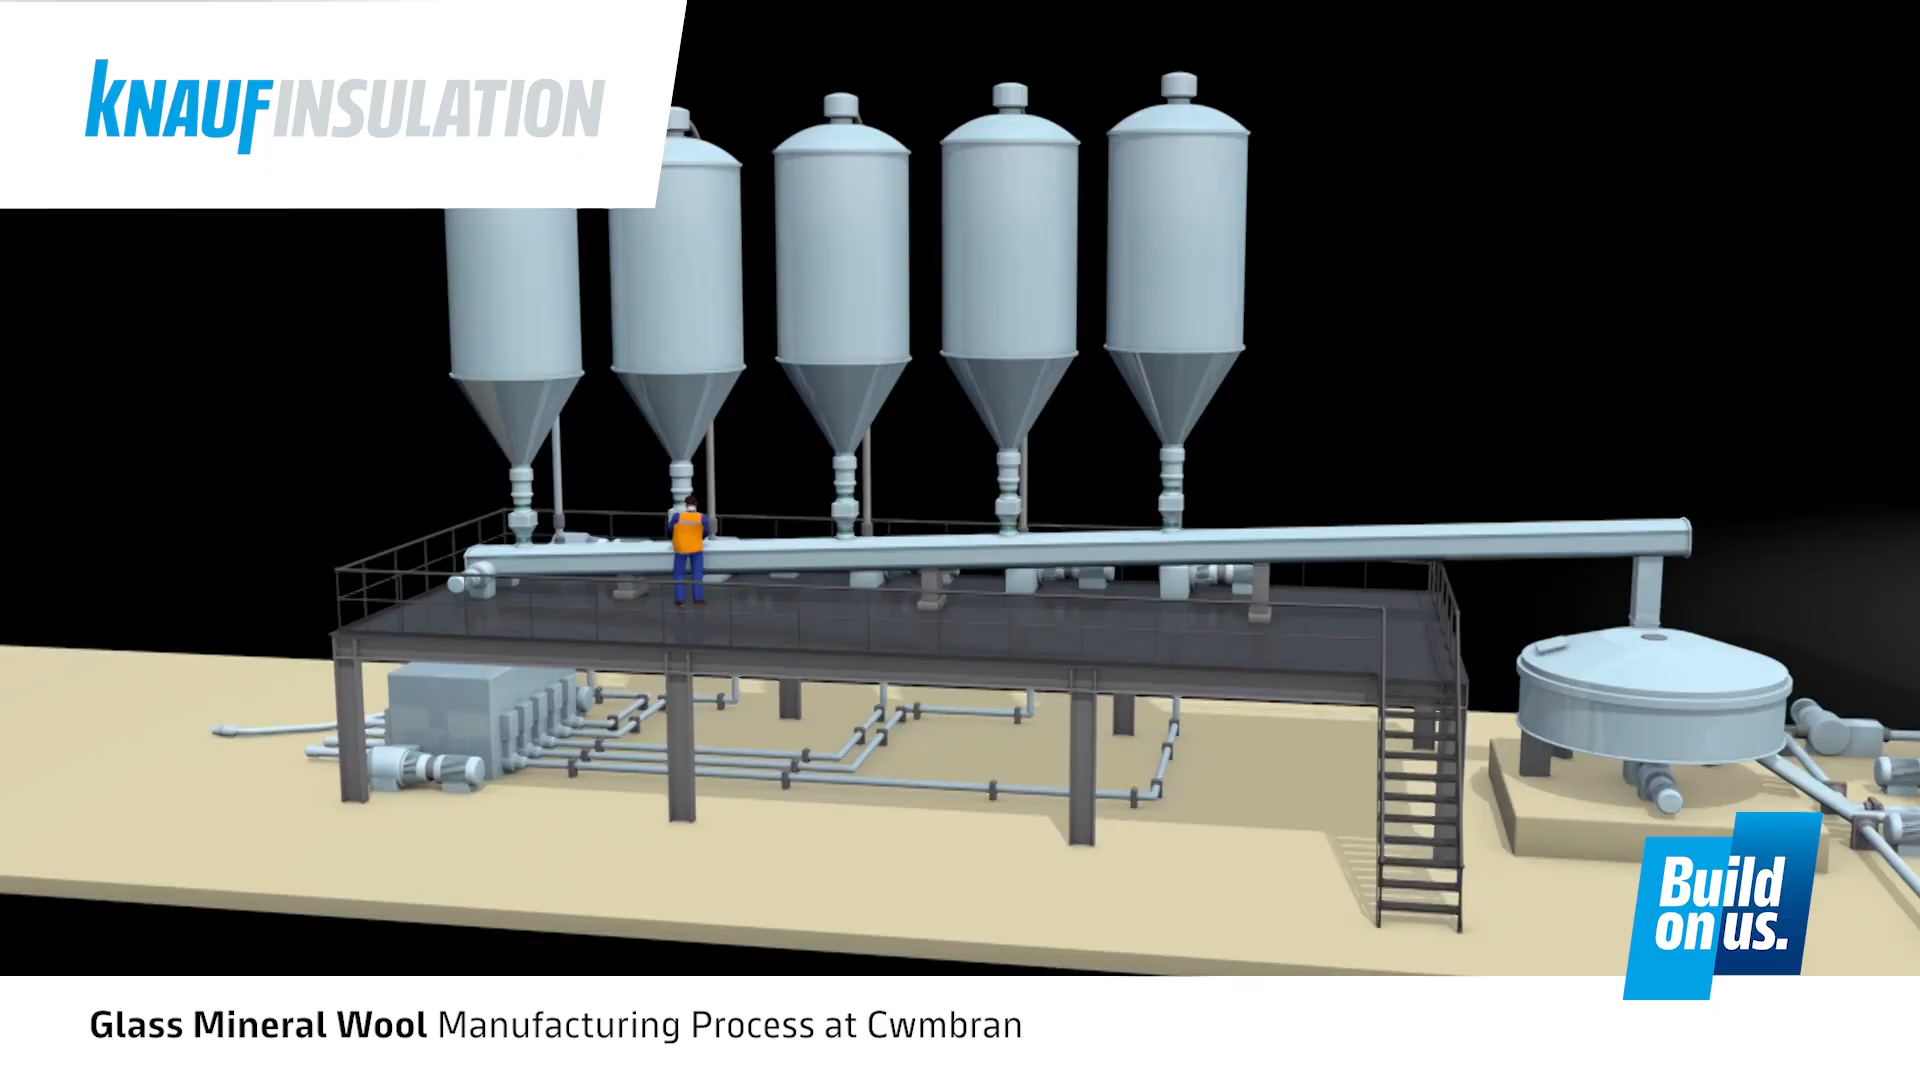 KNAUFINSULATION
Build
on us.
Glass Mineral Wool Manufacturing Process at Cwmbran